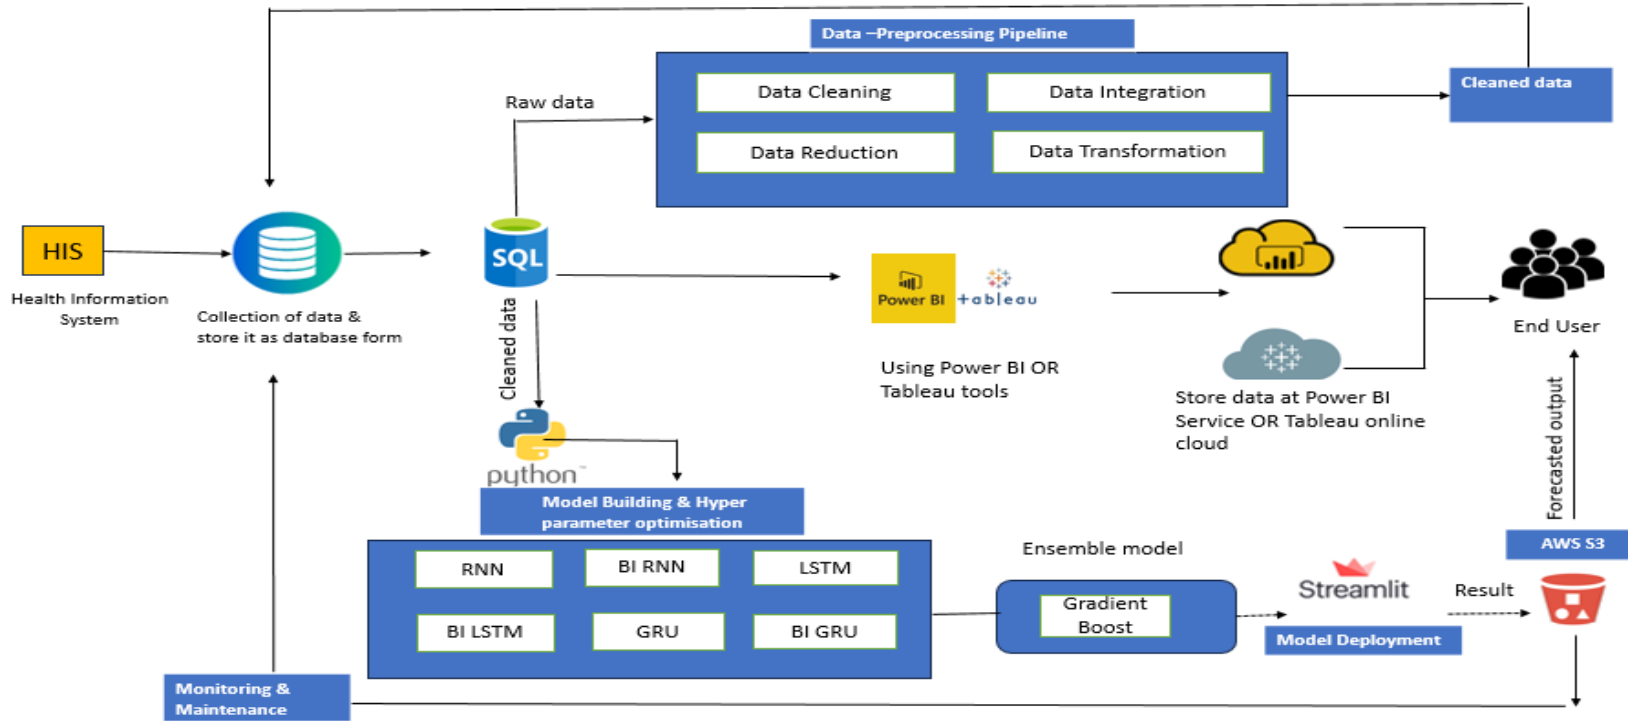 Data –Preprocessing Pipeline
Raw data
Data Cleaning
Data Integration
Data Reduction
Data Transformation
Cleaned data
HIS
Health Information
System
Collection of data &
store it as database form
SQL
Cleaned data
Power BI
+ableau
Using Power BI OR
Tableau tools
Store data at Power BI
Service OR Tableau online
cloud
End User
python™
Model Building & Hyper
parameter optimisation
RNN
BI RNN
LSTM
BI LSTM
GRU
BI GRU
Ensemble model
Gradient
Boost
Streamlit
Model Deployment
Result
Forecasted output
AWS S3
Monitoring &
Maintenance